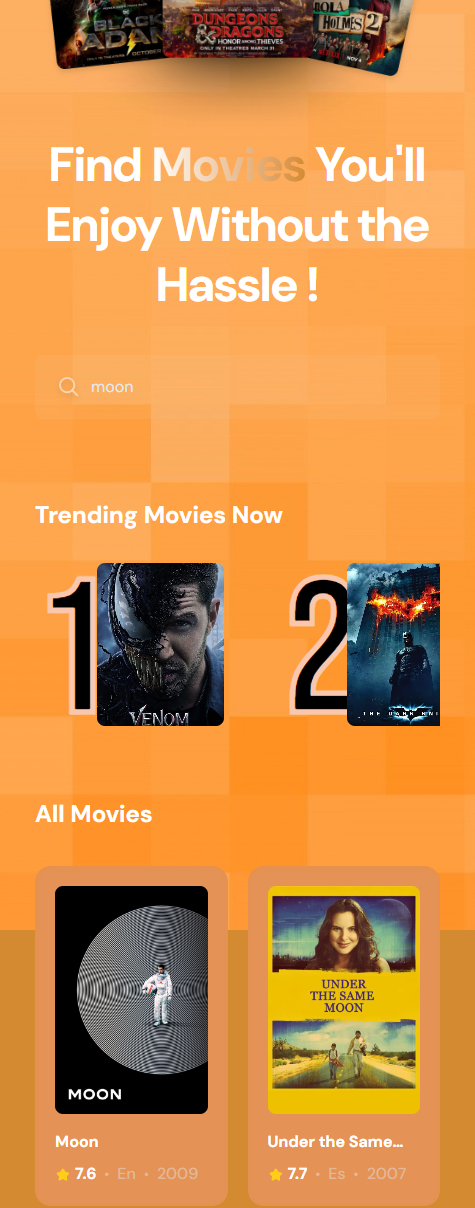 BLACK
ADAM
OCTOBER
DUNGEONS
& DRAGONS
HONOR AMONG THIEVES
ONLY IN THEATRES MARCH 31
HOLMES 2
NOV 4
Find Movies You'll
Enjoy Without the
Hassle !
moon
Trending Movies Now
1
VENOM
2
THE DARK KNI
All Movies
MOON
UNDER
THE SAME
MOON
Moon
Under the Same...
7.6 • En • 2009
7.7 • Es • 2007